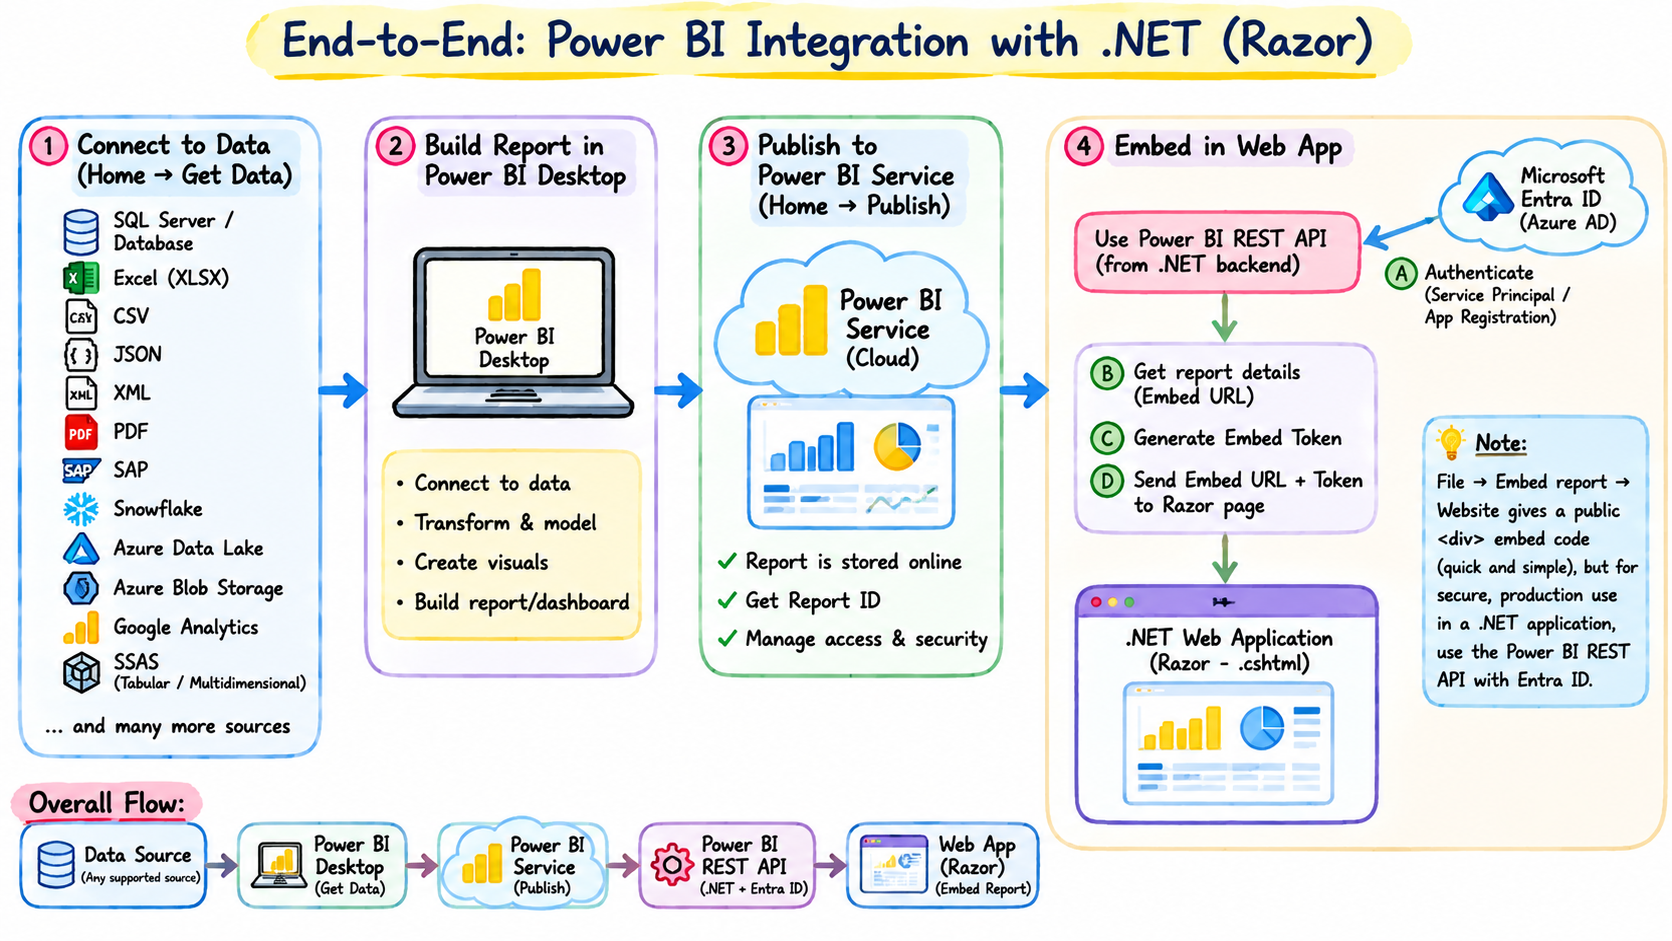 End-to-End: Power BI Integration with .NET (Razor)
1
Connect to Data
(Home → Get Data)
SQL Server /
Database
Excel (XLSX)
CSV
JSON
XML
XML
PDF
PDF
SAP
SAP
Snowflake
Azure Data Lake
Azure Blob Storage
Google Analytics
SSAS
(Tabular / Multidimensional)
... and many more sources
2
Build Report in
Power BI Desktop
Power BI
Desktop
• Connect to data
• Transform & model
• Create visuals
• Build report/dashboard
3
Publish to
Power BI Service
(Home → Publish)
Power BI
Service
(Cloud)
✓ Report is stored online
✓ Get Report ID
✓ Manage access & security
4
Embed in Web App
Microsoft
Entra ID
(Azure AD)
Use Power BI REST API
(from .NET backend)
A Authenticate
(Service Principal /
App Registration)
B Get report details
(Embed URL)
C Generate Embed Token
D Send Embed URL + Token
to Razor page
.NET Web Application
(Razor - .cshtml)
Note:
File → Embed report →
Website gives a public
<div> embed code
(quick and simple), but for
secure, production use
in a .NET application,
use the Power BI REST
API with Entra ID.
Overall Flow:
Data Source
(Any supported source)
Power BI
Desktop
(Get Data)
Power BI
Service
(Publish)
Power BI
REST API
(.NET + Entra ID)
Web App
(Razor)
(Embed Report)